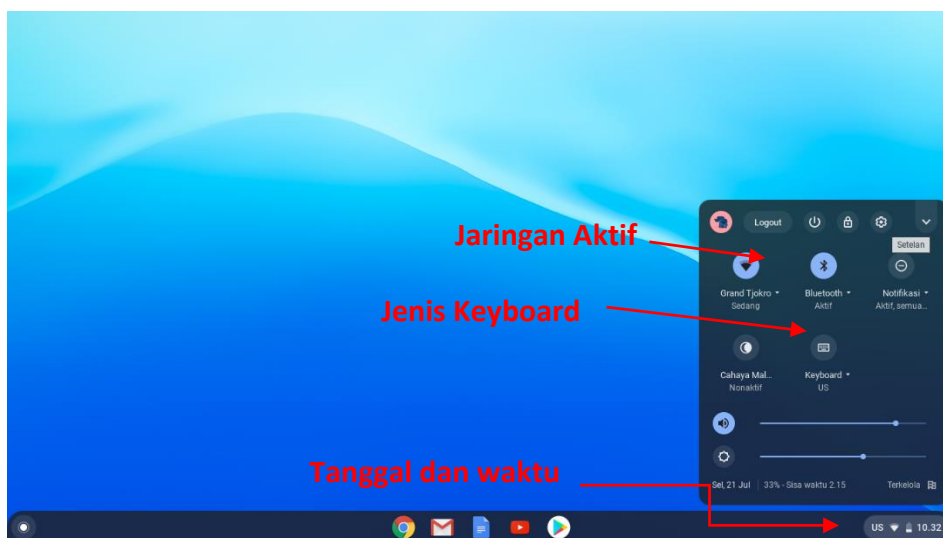 Logout
Setelan
Jaringan Aktif
Grand Tjokro
Sedang
Bluetooth
Aktif
Notifikasi
Aktif, semua...
Jenis Keyboard
Cahaya Mal...
Nonaktif
Keyboard
US
Tanggal dan waktu
Sel, 21 Jul | 33% - Sisa waktu 2.15 Terkelola
US 10.32